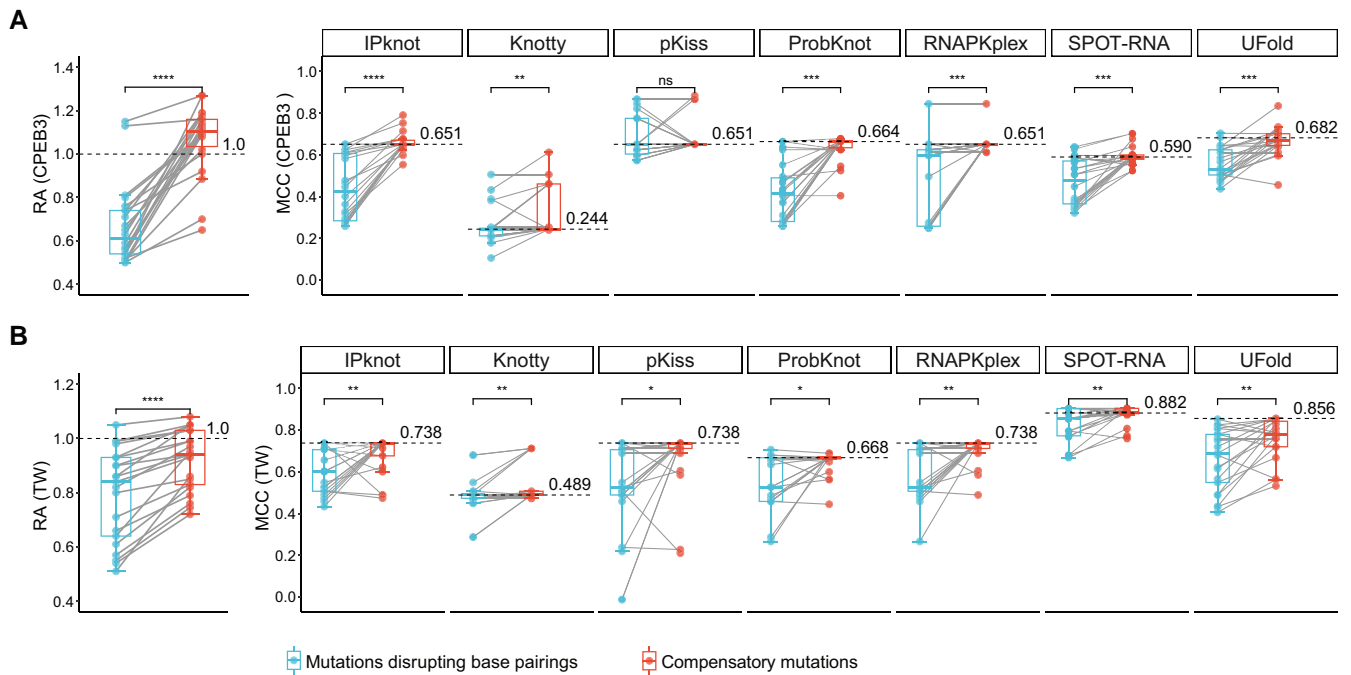 A
RA (CPEB3)
1.4
1.2
1.0
0.8
0.6
0.4
****
1.0
MCC (CPEB3)
1.0
0.8
0.6
0.4
0.2
0.0
IPknot
****
0.651
Knotty
**
0.244
pKiss
ns
0.651
ProbKnot
***
0.664
RNAPKplex
***
0.651
SPOT-RNA
***
0.590
UFold
***
0.682
B
RA (TW)
1.2
1.0
0.8
0.6
0.4
****
1.0
MCC (TW)
1.0
0.8
0.6
0.4
0.2
0.0
IPknot
**
0.738
Knotty
**
0.489
pKiss
*
0.738
ProbKnot
*
0.668
RNAPKplex
**
0.738
SPOT-RNA
**
0.882
UFold
**
0.856
Mutations disrupting base pairings
Compensatory mutations